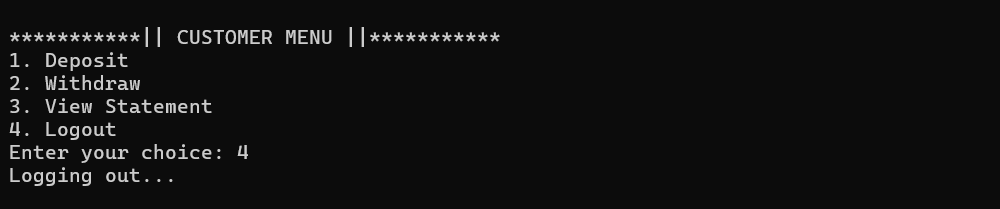 ***********|| CUSTOMER MENU ||***********
1. Deposit
2. Withdraw
3. View Statement
4. Logout
Enter your choice: 4
Logging out...